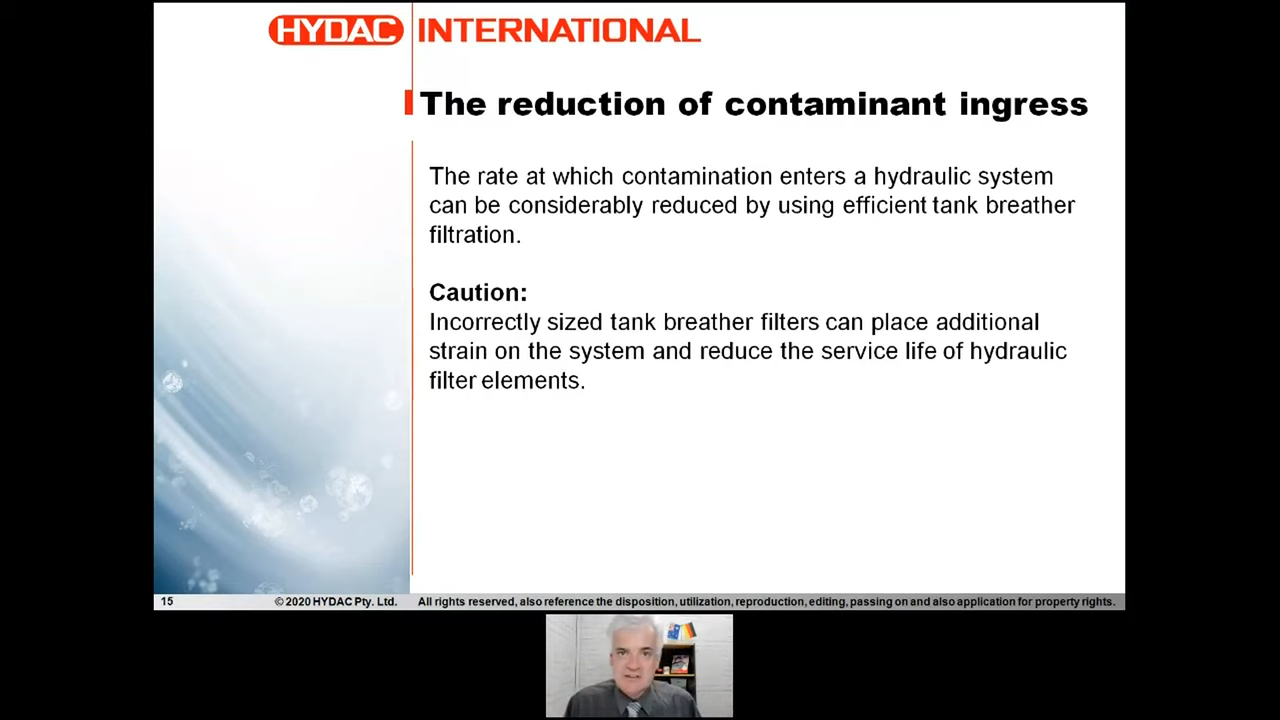 HYDAC INTERNATIONAL
The reduction of contaminant ingress
The rate at which contamination enters a hydraulic system
can be considerably reduced by using efficient tank breather
filtration.
Caution:
Incorrectly sized tank breather filters can place additional
strain on the system and reduce the service life of hydraulic
filter elements.
15 © 2020 HYDAC Pty. Ltd. All rights reserved, also reference the disposition, utilization, reproduction, editing, passing on and also application for property rights.